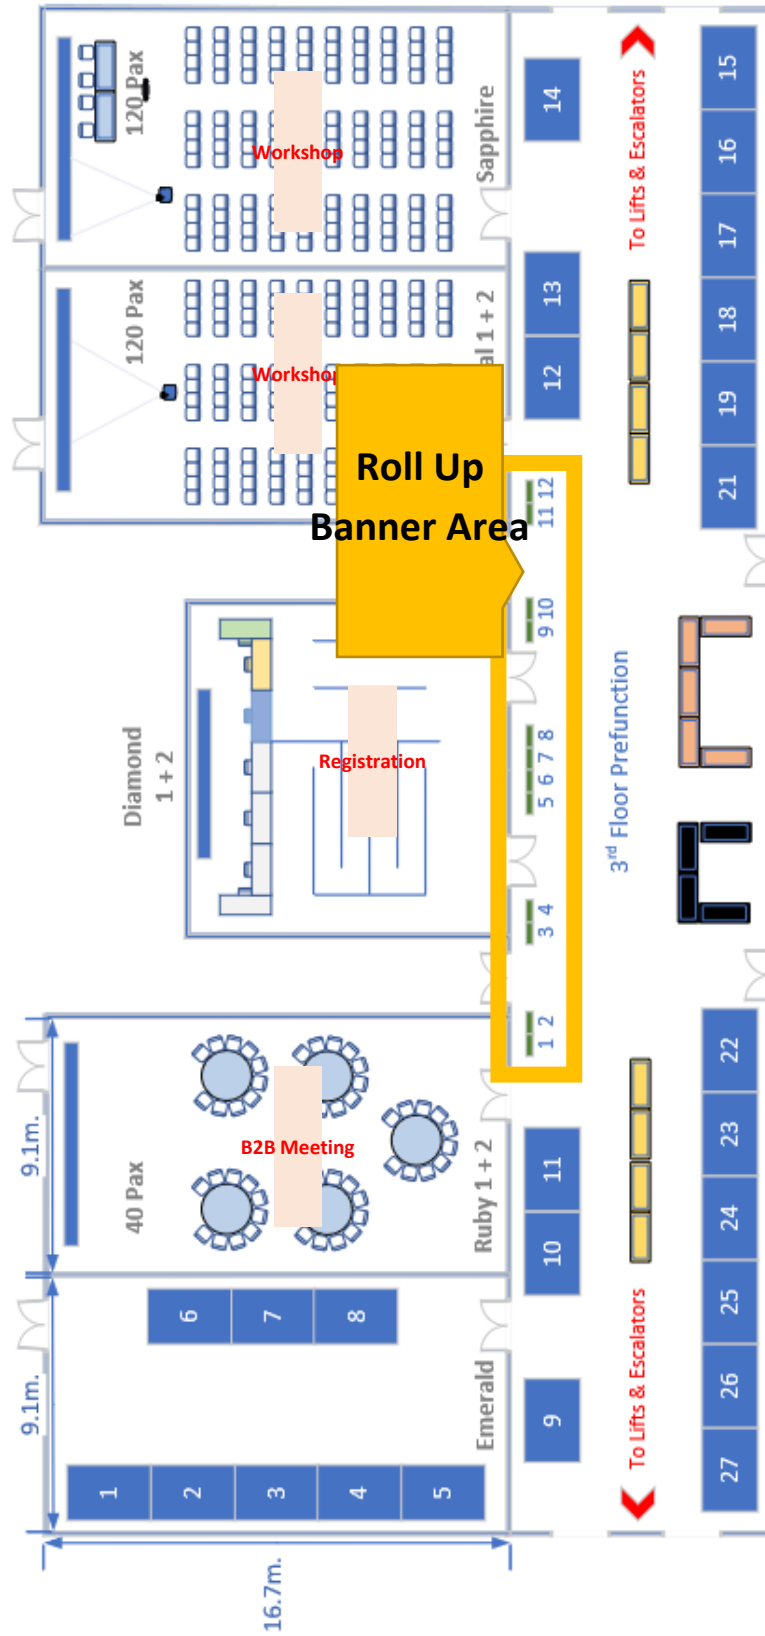 120 Pax
Workshop
Sapphire
14
To Lifts & Escalators
15
16
17
120 Pax
Workshop
al 1 + 2
13
12
18
19
21
Roll Up
Banner Area
11 12
9 10
Diamond
1 + 2
Registration
5 6 7 8
3 4
1 2
3rd Floor Prefunction
9.1m.
40 Pax
B2B Meeting
Ruby 1 + 2
11
10
22
23
24
9.1m.
6
7
8
Emerald
1
2
3
4
5
9
To Lifts & Escalators
25
26
27
16.7m.